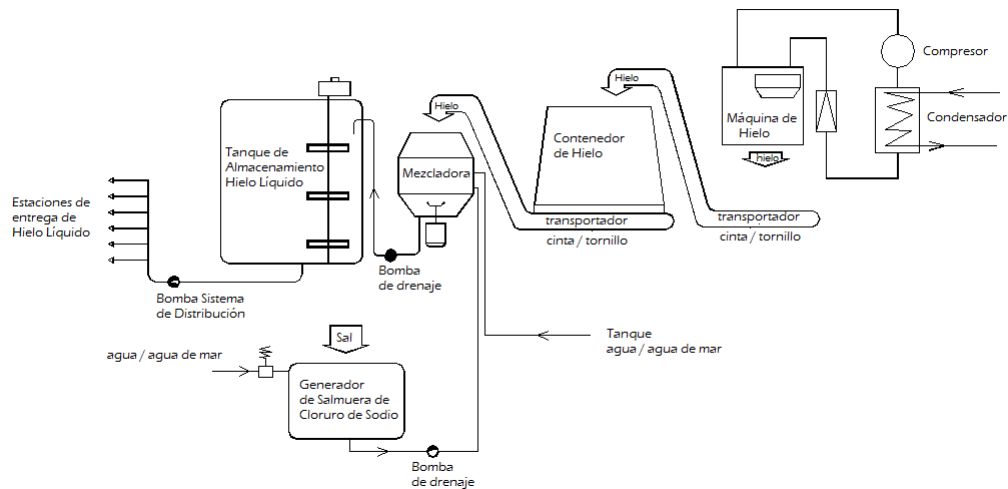 Compresor
Condensador
Máquina de
Hielo
hielo
Hielo
Contenedor
de Hielo
transportador
cinta / tornillo
Hielo
transportador
cinta / tornillo
Mezcladora
Tanque de
Almacenamiento
Hielo Líquido
Estaciones de
entrega de
Hielo Líquido
Bomba
de drenaje
Bomba Sistema
de Distribución
Sal
Tanque
agua / agua de mar
agua / agua de mar
Generador
de Salmuera de
Cloruro de Sodio
Bomba
de drenaje